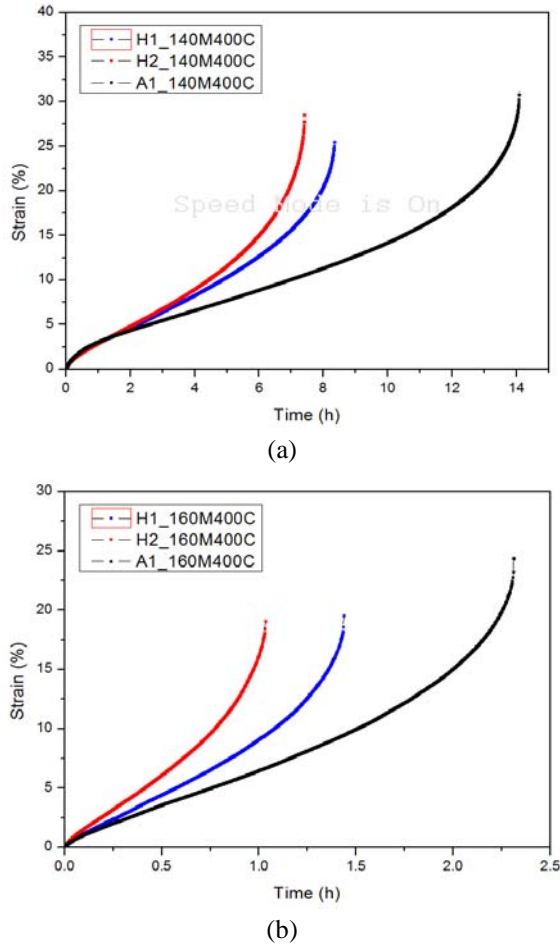 40
35
30
25
20
15
10
5
0
Strain (%)
H1_140M400C
H2_140M400C
A1_140M400C
Speed Mode is On
0 2 4 6 8 10 12 14
Time (h)
(a)
30
25
20
15
10
5
0
Strain (%)
H1_160M400C
H2_160M400C
A1_160M400C
0.0 0.5 1.0 1.5 2.0 2.5
Time (h)
(b)